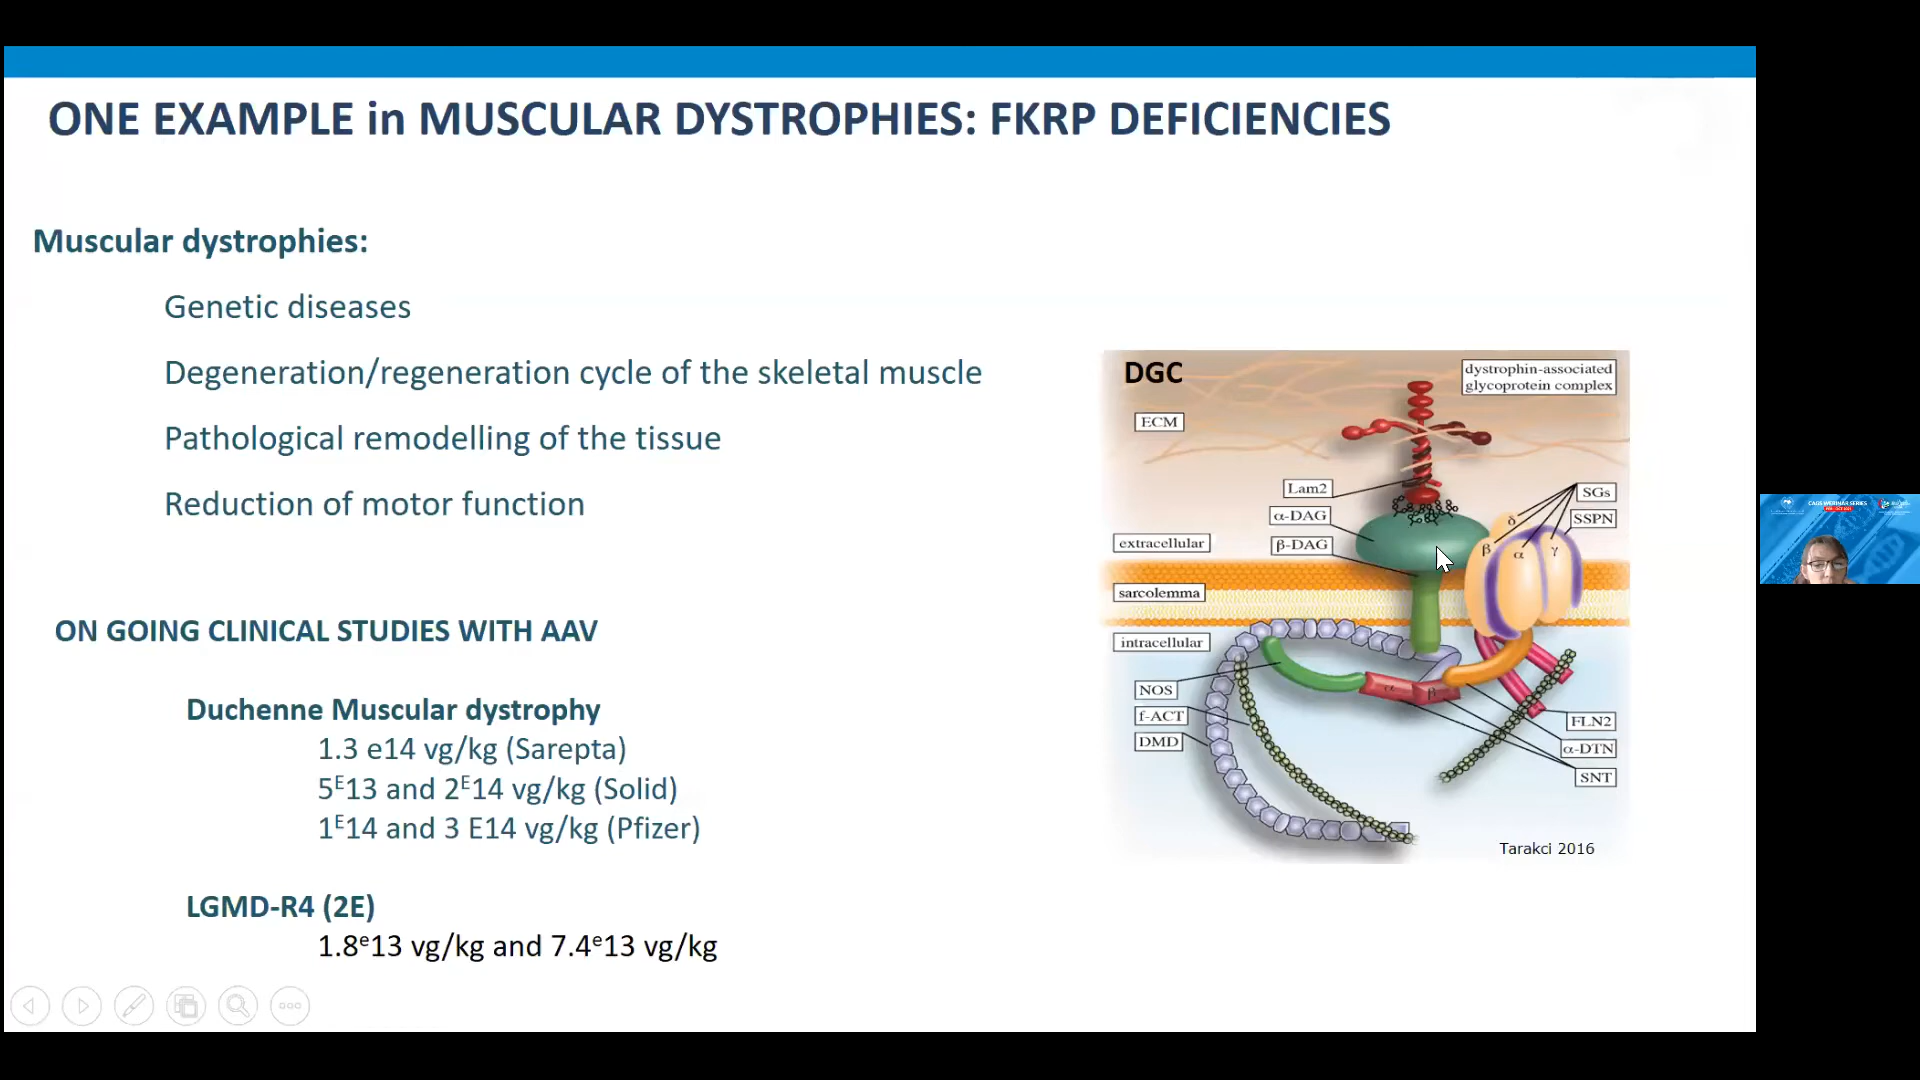 ONE EXAMPLE in MUSCULAR DYSTROPHIES: FKRP DEFICIENCIES
Muscular dystrophies:
Genetic diseases
Degeneration/regeneration cycle of the skeletal muscle
Pathological remodelling of the tissue
Reduction of motor function
ON GOING CLINICAL STUDIES WITH AAV
Duchenne Muscular dystrophy
1.3 e14 vg/kg (Sarepta)
5ᴱ13 and 2ᴱ14 vg/kg (Solid)
1ᴱ14 and 3 E14 vg/kg (Pfizer)
LGMD-R4 (2E)
1.8ᵉ13 vg/kg and 7.4ᵉ13 vg/kg
DGC
dystrophin-associated
glycoprotein complex
ECM
Lam2
α-DAG
β-DAG
SGs
SSPN
δ
β
α
γ
extracellular
sarcolemma
intracellular
NOS
f-ACT
DMD
α
β
FLN2
α-DTN
SNT
Tarakci 2016
CAGS WEBINAR SERIES